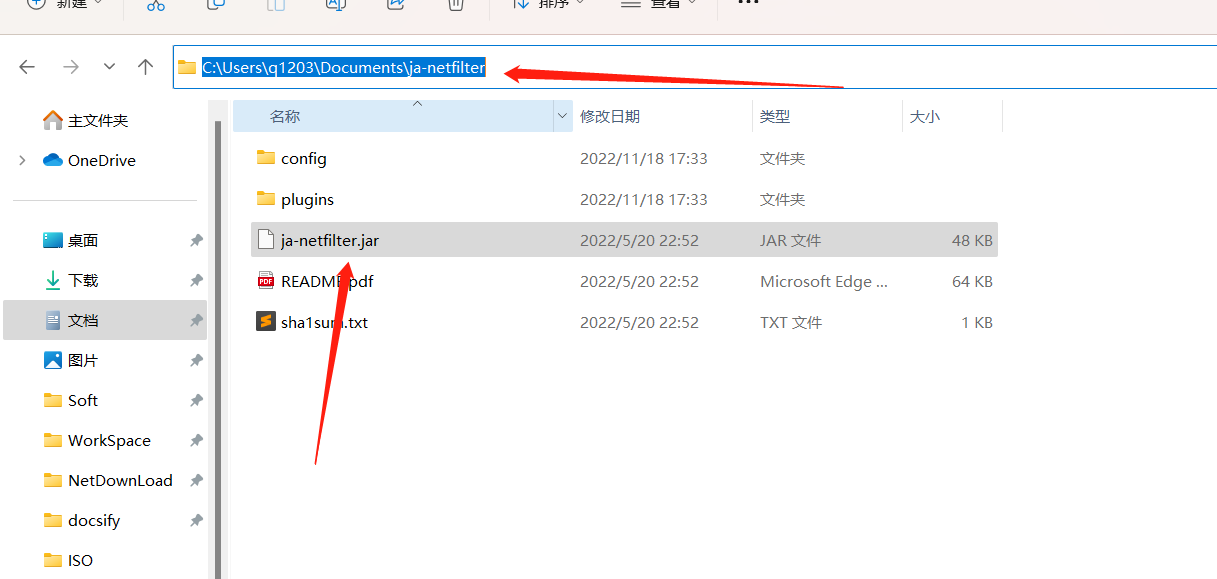 新建 排序 查看
C:\Users\q1203\Documents\ja-netfilter
主文件夹
OneDrive
桌面
下载
文档
图片
Soft
WorkSpace
NetDownLoad
docsify
ISO
名称 修改日期 类型 大小
config 2022/11/18 17:33 文件夹
plugins 2022/11/18 17:33 文件夹
ja-netfilter.jar 2022/5/20 22:52 JAR 文件 48 KB
PDF README.pdf 2022/5/20 22:52 Microsoft Edge ... 64 KB
sha1sum.txt 2022/5/20 22:52 TXT 文件 1 KB